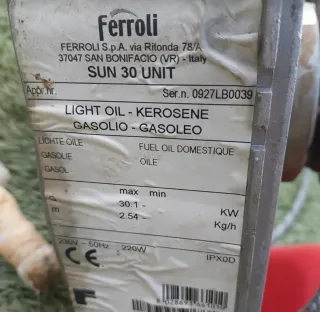 Ferroli
FERROLI S.p.A. via Ritonda 78/A
37047 SAN BONIFACIO (VR) - Italy
SUN 30 UNIT
Appr.nr. Ser.n. 0927LB0039
LIGHT OIL - KEROSENE
GASOLIO - GASOLEO
LICHTE OILE FUEL OIL DOMESTIQUE
GASOLIE OILE
GASOL
max min
30.1 - KW
m 2.54 - Kg/h
230V - 50Hz 220W
CE IPX0D